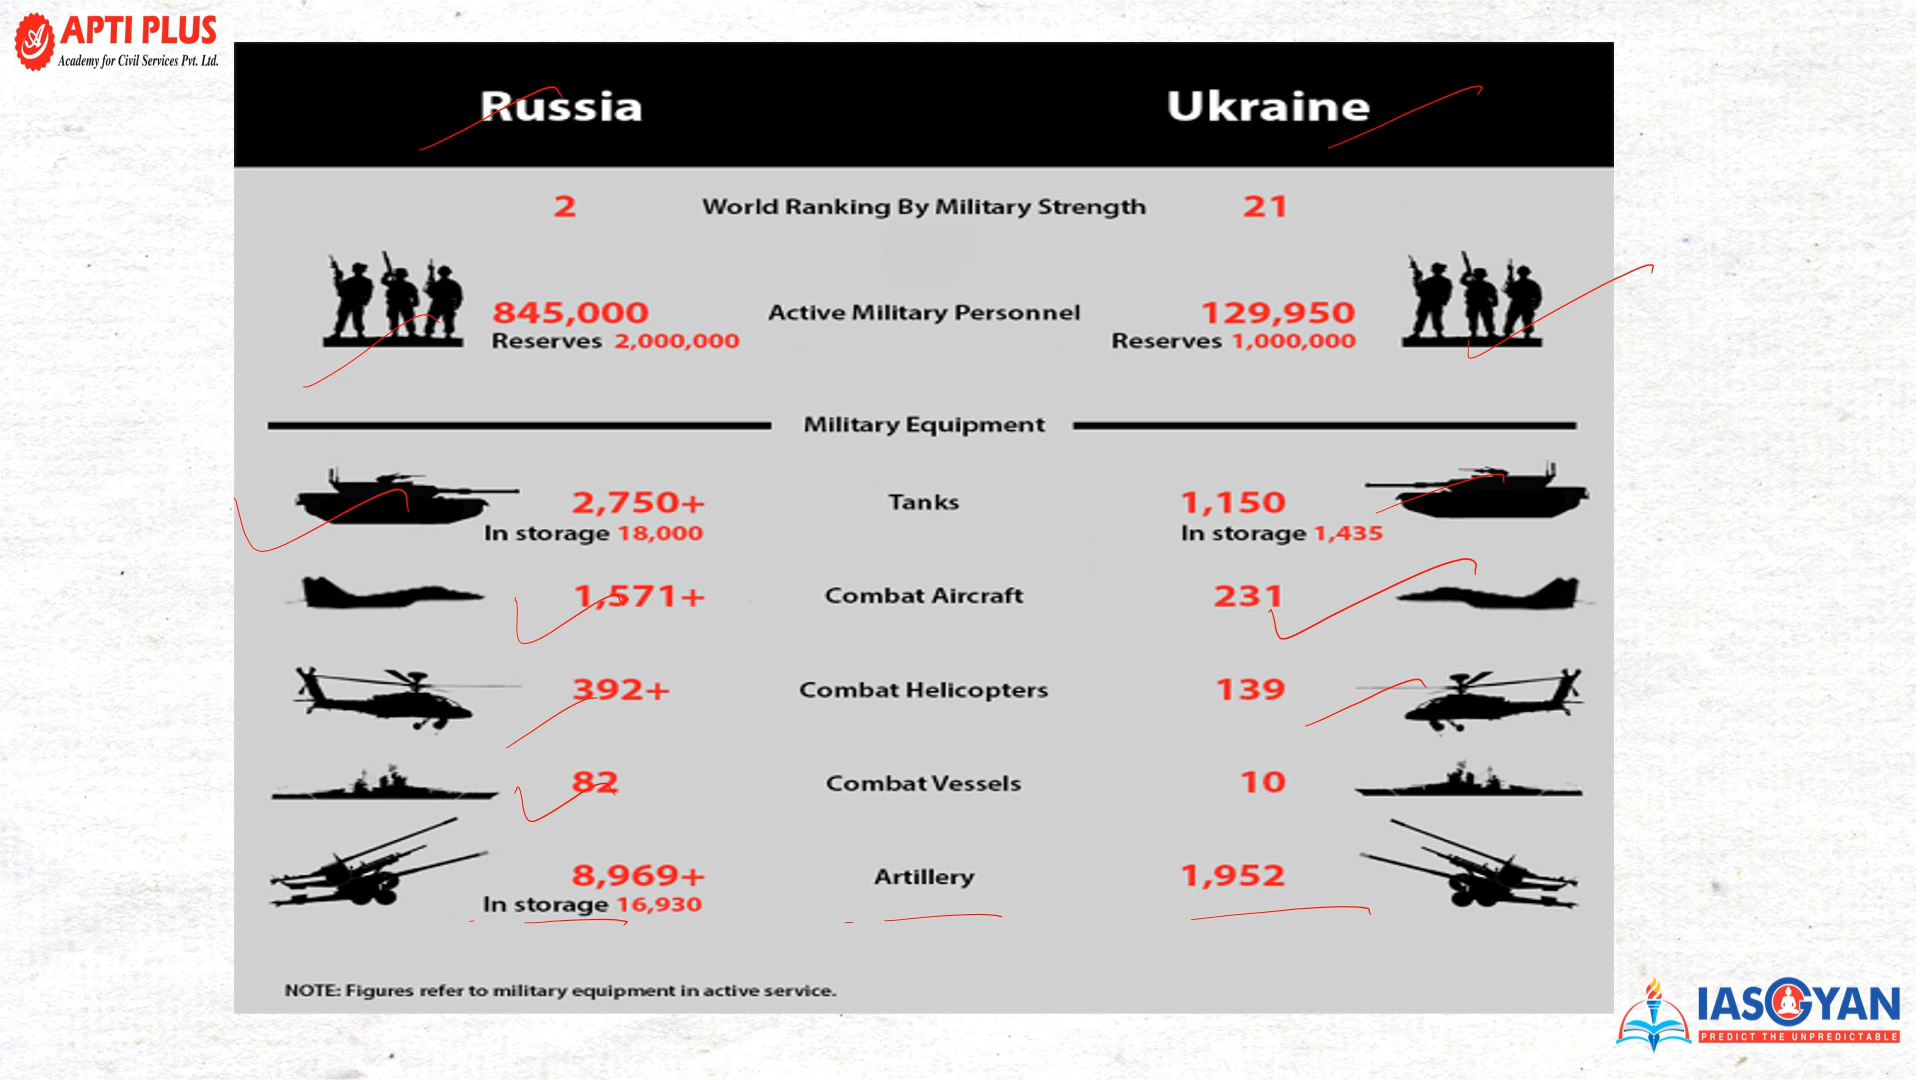 APTI PLUS
Academy for Civil Services Pvt. Ltd.
Russia Ukraine
2 World Ranking By Military Strength 21
845,000 Active Military Personnel 129,950
Reserves 2,000,000 Reserves 1,000,000
Military Equipment
2,750+ Tanks 1,150
In storage 18,000 In storage 1,435
1,571+ Combat Aircraft 231
392+ Combat Helicopters 139
82 Combat Vessels 10
8,969+ Artillery 1,952
In storage 16,930
NOTE: Figures refer to military equipment in active service.
IASGYAN
PREDICT THE UNPREDICTABLE